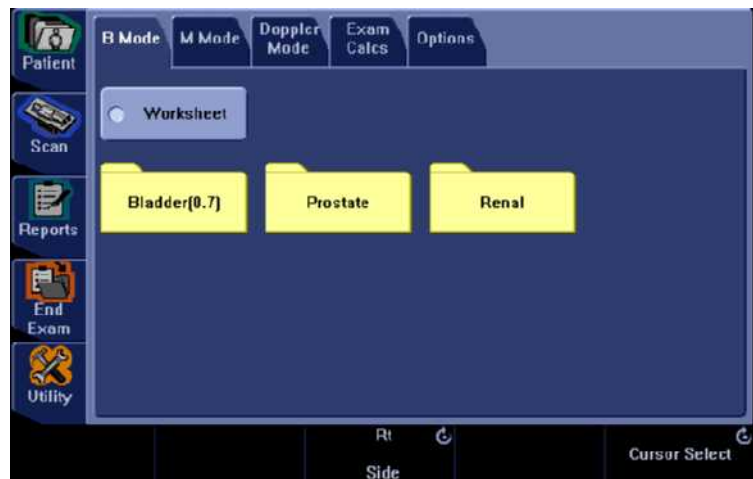 Patient
Scan
Reports
End
Exam
Utility
B Mode
M Mode
Doppler
Mode
Exam
Calcs
Options
Worksheet
Bladder(0.7)
Prostate
Renal
Rt
Side
Cursor Select